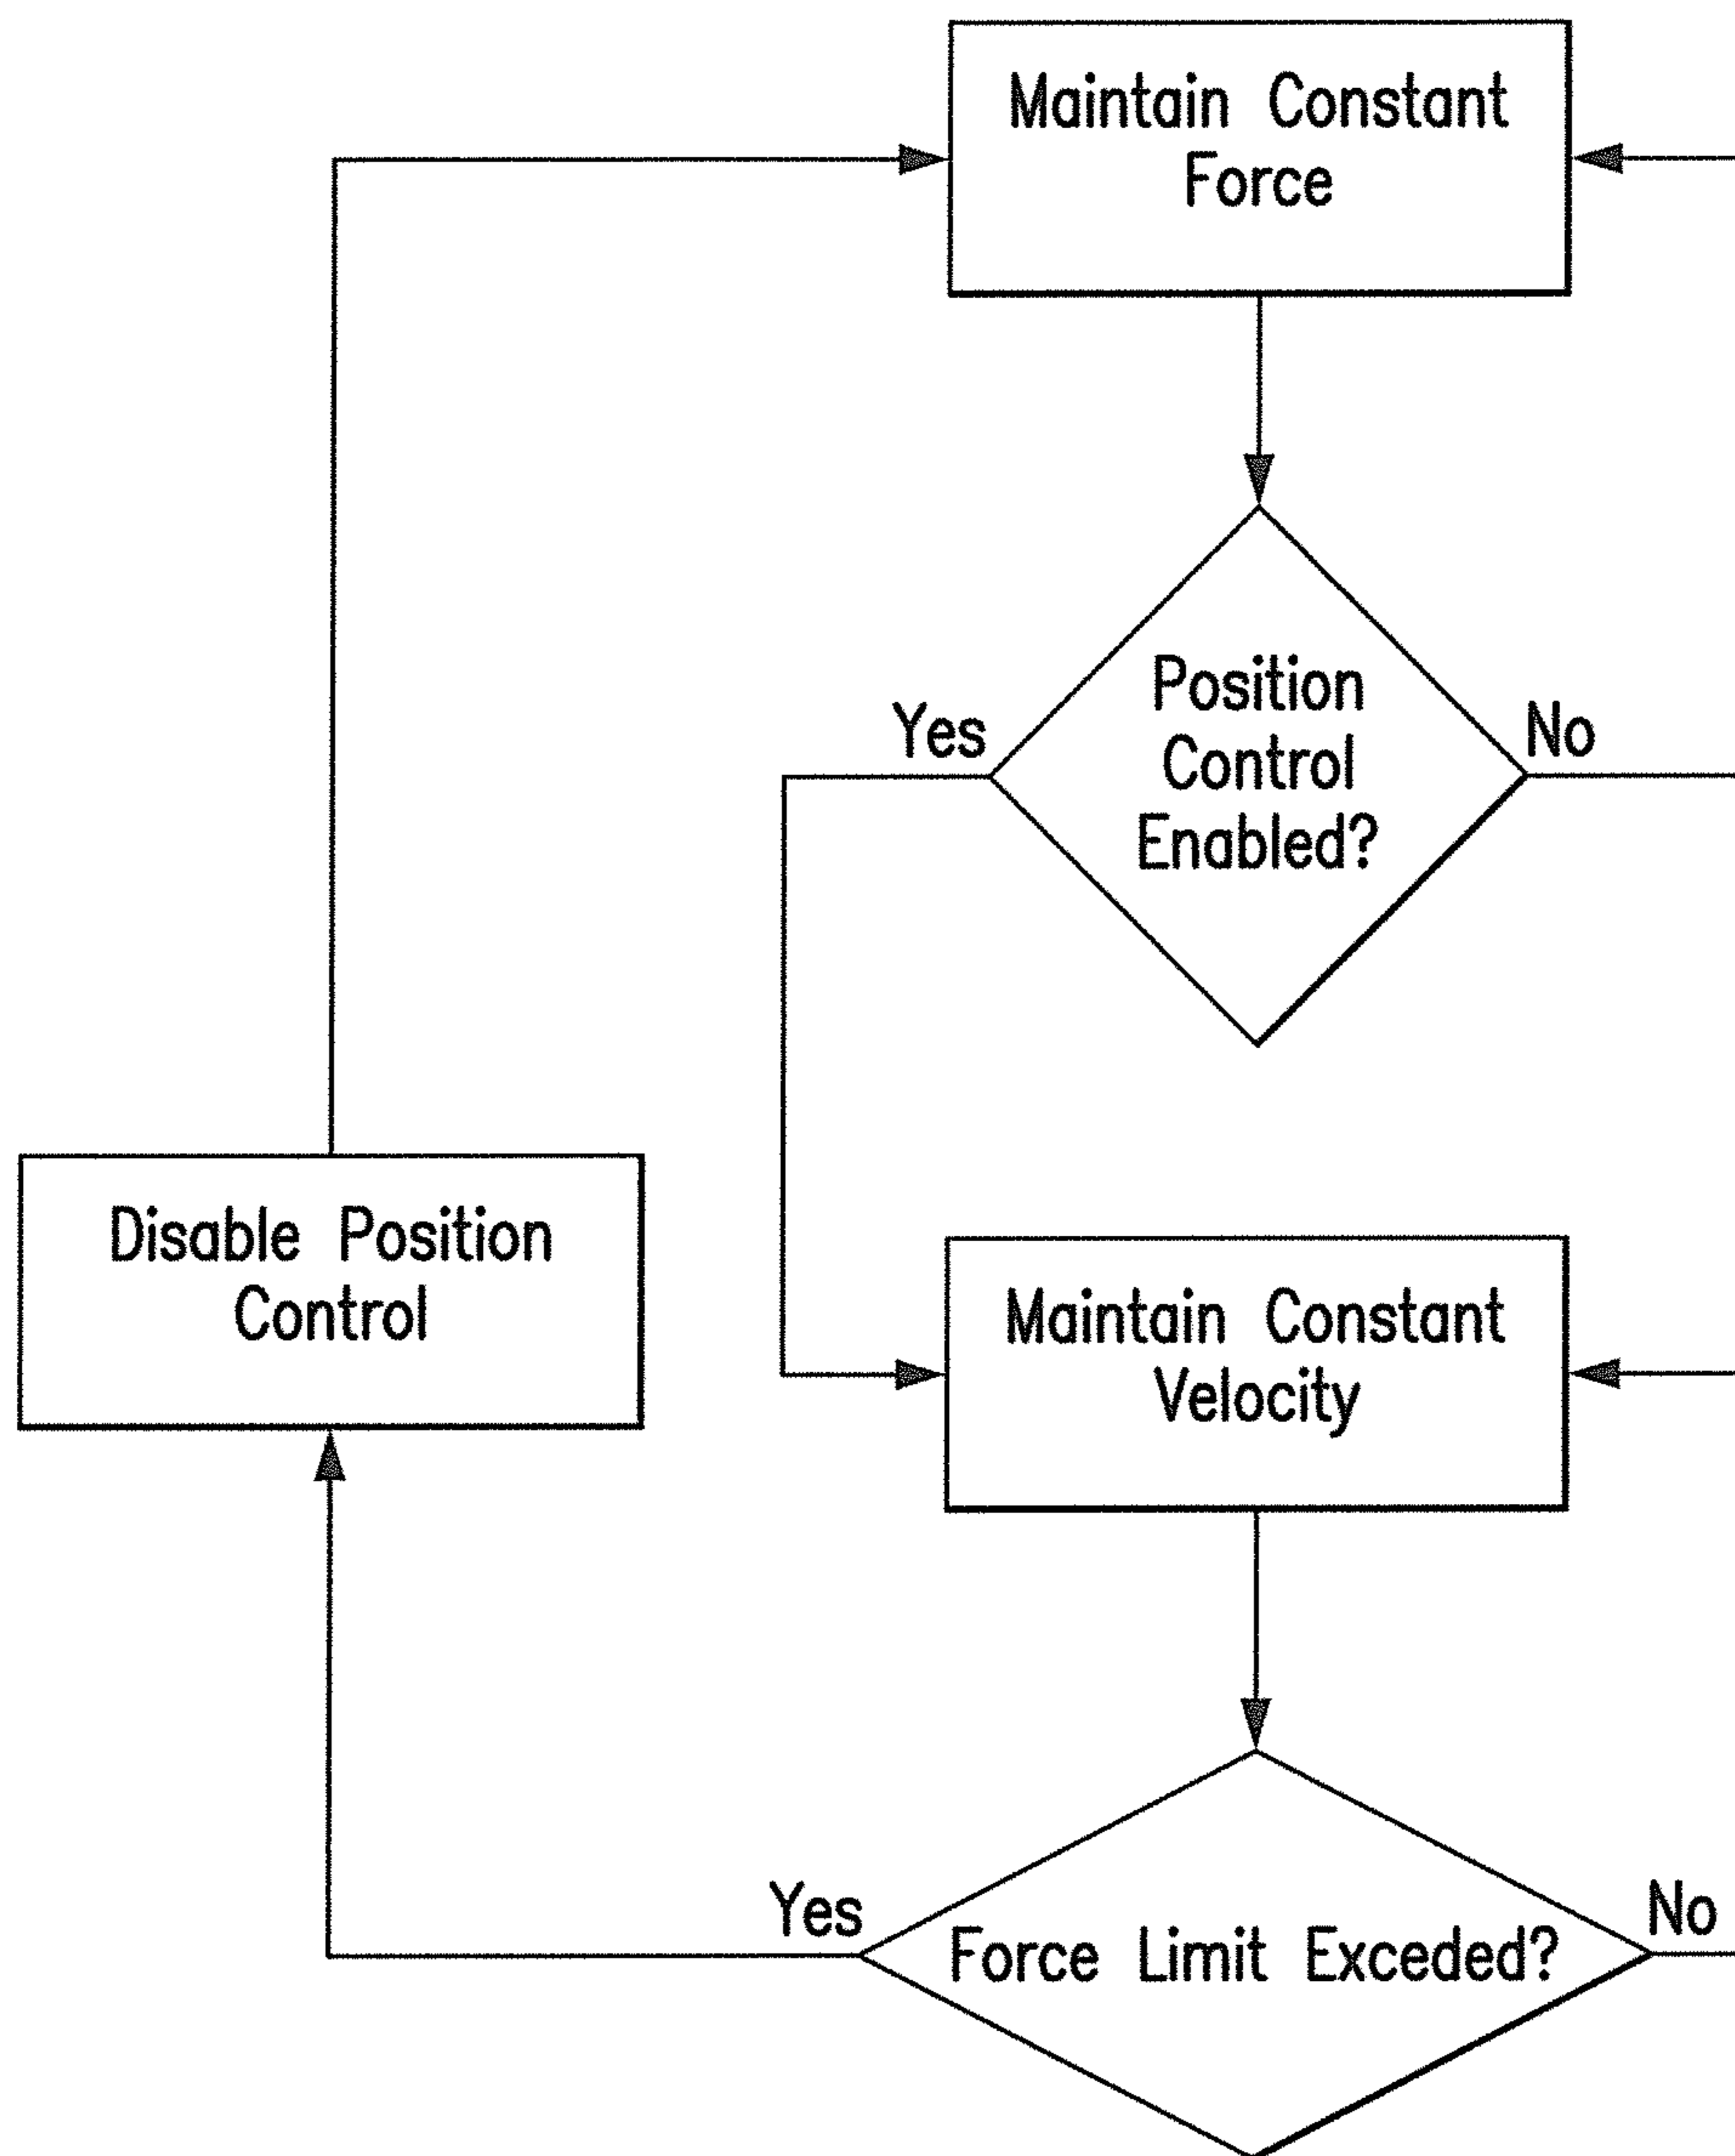 Maintain Constant
Force
Position
Control
Enabled?
Yes
No
Disable Position
Control
Maintain Constant
Velocity
Yes
No
Force Limit Exceded?